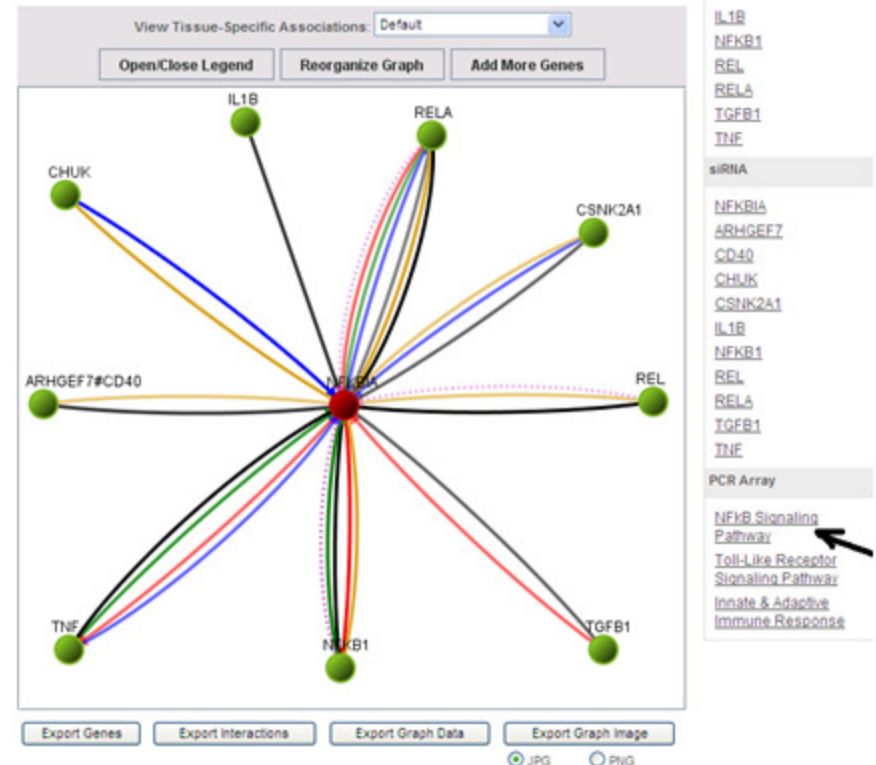 View Tissue-Specific Associations: Default
Open/Close Legend
Reorganize Graph
Add More Genes
IL1B
RELA
CHUK
CSNK2A1
ARHGEF7#CD40
NFKBIA
REL
TNF
NFKB1
TGFB1
Export Genes
Export Interactions
Export Graph Data
Export Graph Image
JPG
PNG
IL1B
NFKB1
REL
RELA
TGFB1
TNF
siRNA
NFKBIA
ARHGEF7
CD40
CHUK
CSNK2A1
IL1B
NFKB1
REL
RELA
TGFB1
TNF
PCR Array
NFkB Signaling
Pathway
Toll-Like Receptor
Signaling Pathway
Innate & Adaptive
Immune Response